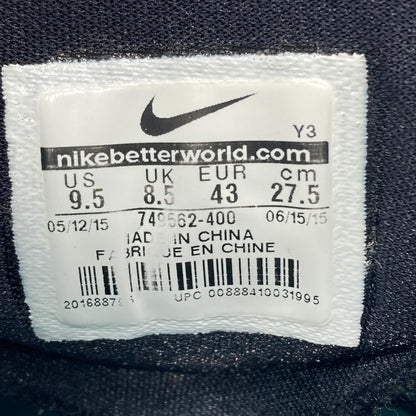 Y3
nikebetterworld.com
US UK EUR cm
9.5 8.5 43 27.5
05/12/15 749562-400 06/15/15
MADE IN CHINA
FABRIQUE EN CHINE
UPC 00888410031995